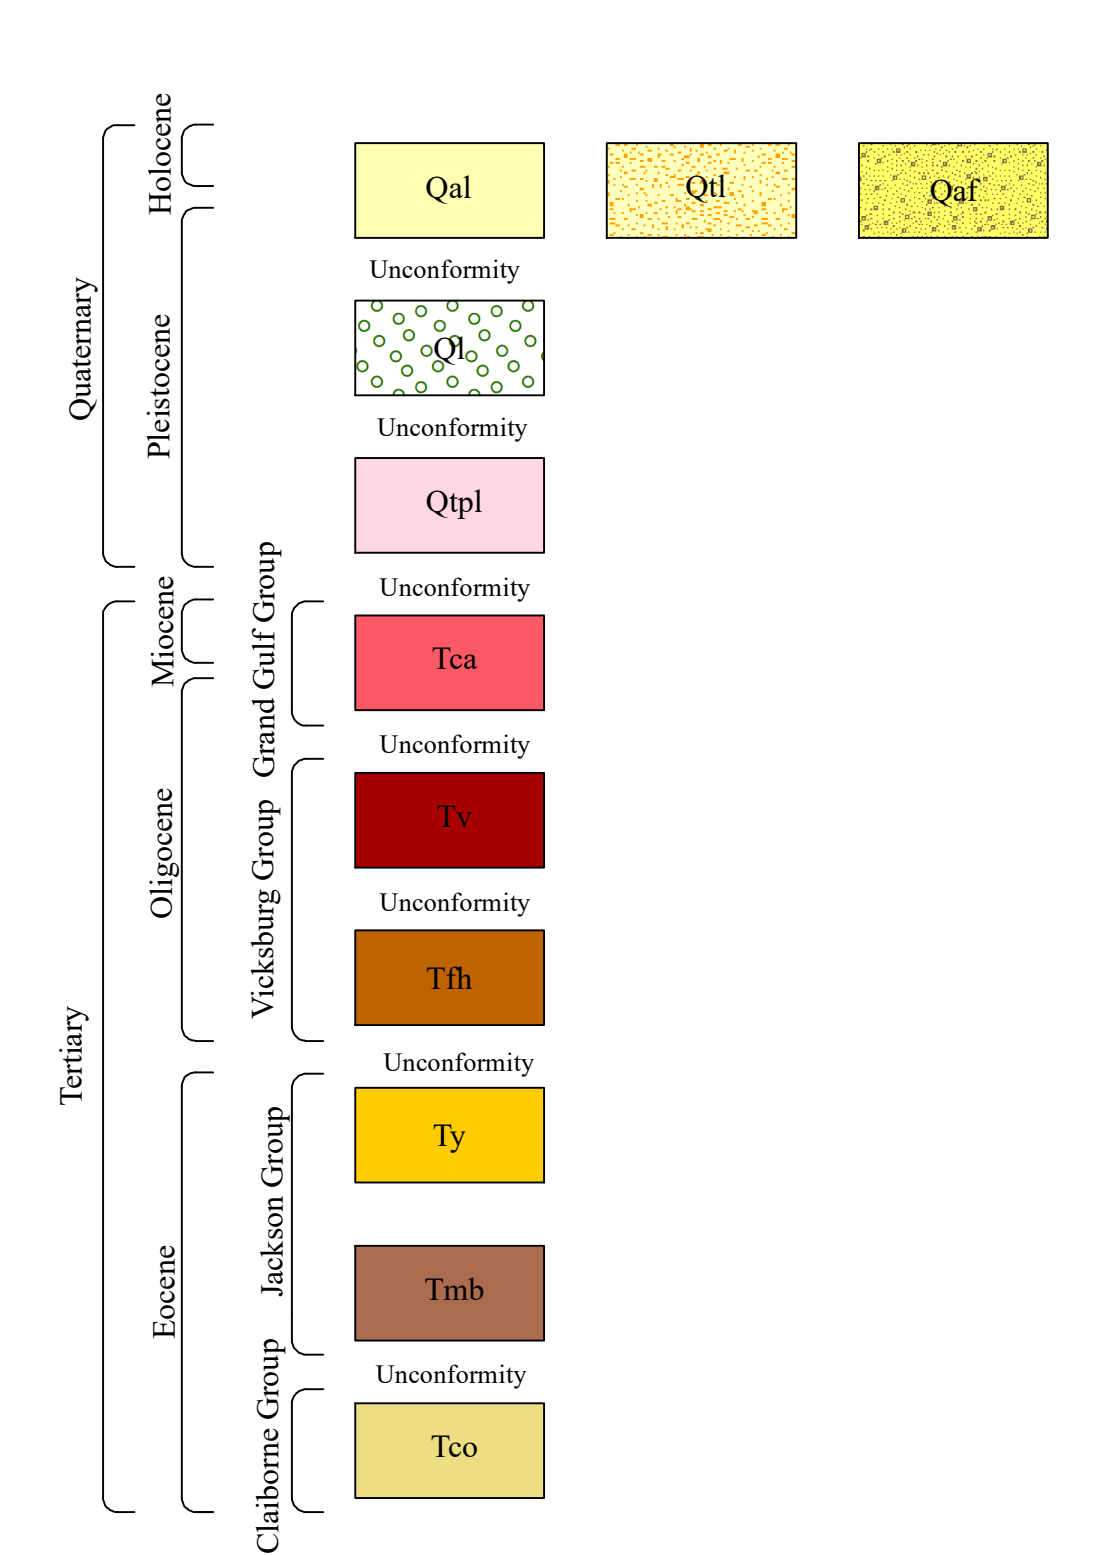 Quaternary
Holocene
Qal
Qtl
Qaf
Unconformity
Pleistocene
Ql
Unconformity
Qtpl
Unconformity
Tertiary
Miocene
Grand Gulf Group
Tca
Unconformity
Oligocene
Vicksburg Group
Tv
Unconformity
Tfh
Unconformity
Eocene
Jackson Group
Ty
Tmb
Unconformity
Claiborne Group
Tco